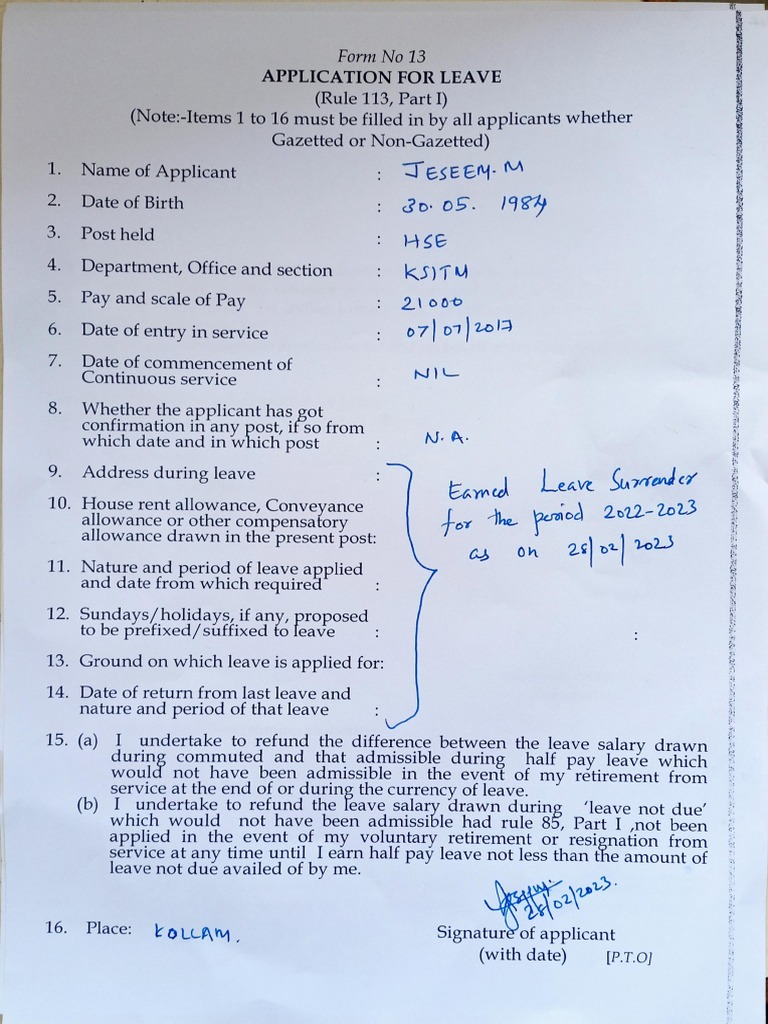 Form No 13
APPLICATION FOR LEAVE
(Rule 113, Part I)
(Note:-Items 1 to 16 must be filled in by all applicants whether
Gazetted or Non-Gazetted)
1. Name of Applicant : JESEEM. M
2. Date of Birth : 30. 05. 1984
3. Post held : HSE
4. Department, Office and section : KSITM
5. Pay and scale of Pay : 21000
6. Date of entry in service : 07/07/2017
7. Date of commencement of
Continuous service : NIL
8. Whether the applicant has got
confirmation in any post, if so from
which date and in which post : N.A.
9. Address during leave :
10. House rent allowance, Conveyance
allowance or other compensatory
allowance drawn in the present post:
11. Nature and period of leave applied
and date from which required :
12. Sundays/holidays, if any, proposed
to be prefixed/suffixed to leave : :
13. Ground on which leave is applied for:
14. Date of return from last leave and
nature and period of that leave :
Earned Leave Surrender
for the period 2022-2023
as on 28/02/2023
15. (a) I undertake to refund the difference between the leave salary drawn
during commuted and that admissible during half pay leave which
would not have been admissible in the event of my retirement from
service at the end of or during the currency of leave.
(b) I undertake to refund the leave salary drawn during 'leave not due'
which would not have been admissible had rule 85, Part I ,not been
applied in the event of my voluntary retirement or resignation from
service at any time until I earn half pay leave not less than the amount of
leave not due availed of by me.
28/02/2023.
16. Place: KOLLAM.
Signature of applicant
(with date) [P.T.O]